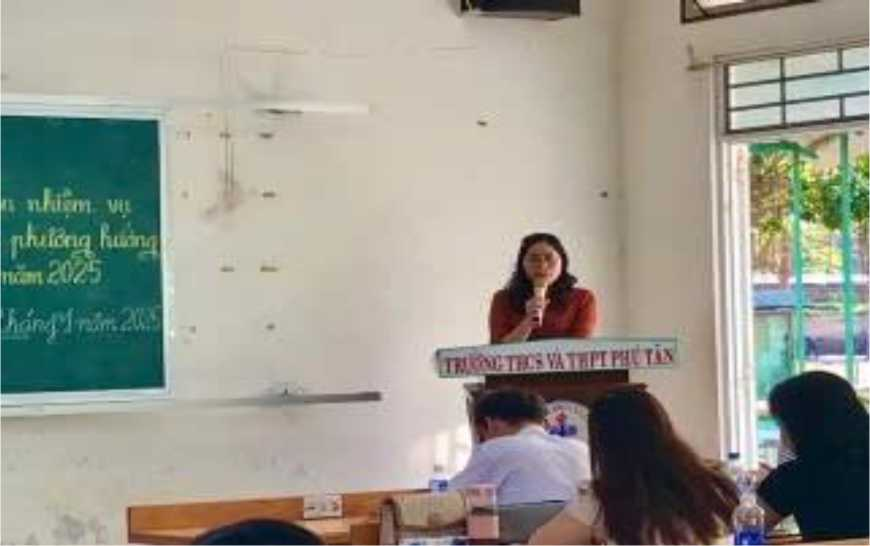 nhiệm vụ
phương hướng
năm 2025
tháng 1 năm 2025
TRƯỜNG THCS VÀ THPT PHÚ TÂN